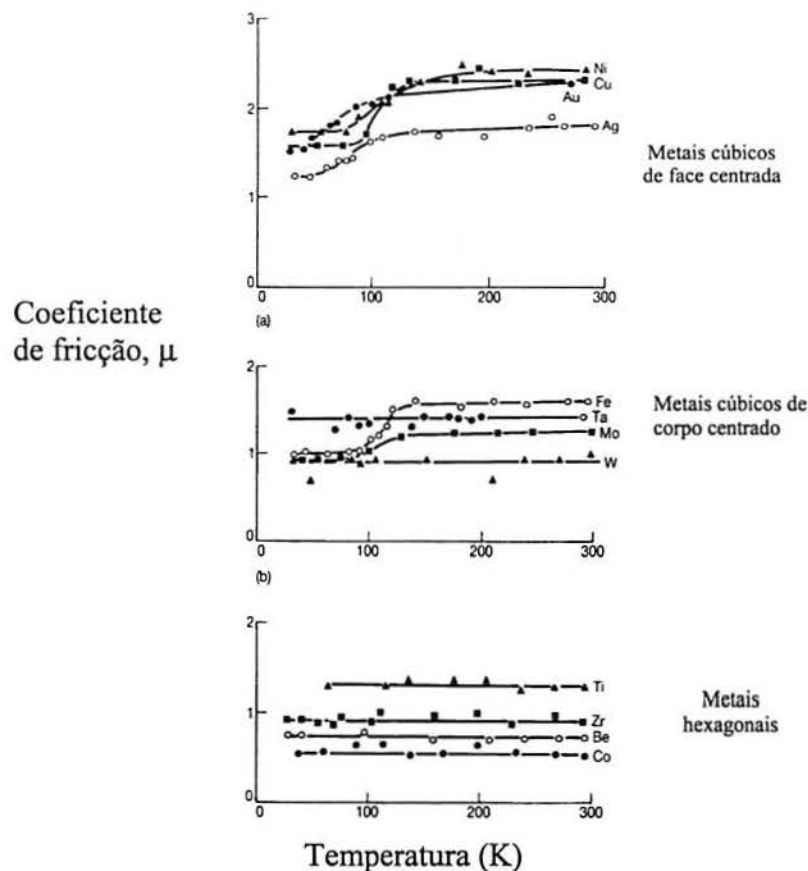 3
2
1
0
0
100
200
300
Ni
Cu
Au
Ag
(a)
Metais cúbicos
de face centrada
Coeficiente
de fricção, μ
2
1
0
0
100
200
300
Fe
Ta
Mo
W
(b)
Metais cúbicos de
corpo centrado
2
1
0
0
100
200
300
Ti
Zr
Be
Co
Metais
hexagonais
Temperatura (K)